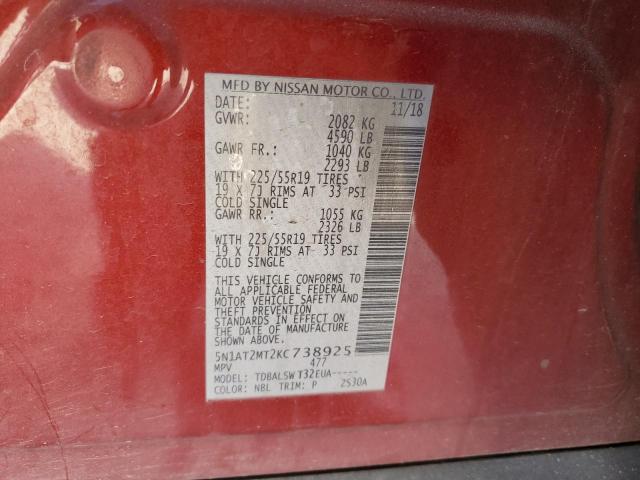 MFD BY NISSAN MOTOR CO., LTD.
DATE: 11/18
GVWR: 2082 KG
4590 LB
GAWR FR.: 1040 KG
2293 LB
WITH 225/55R19 TIRES
19 X 7J RIMS AT 33 PSI
COLD SINGLE
GAWR RR.: 1055 KG
2326 LB
WITH 225/55R19 TIRES
19 X 7J RIMS AT 33 PSI
COLD SINGLE
THIS VEHICLE CONFORMS TO
ALL APPLICABLE FEDERAL
MOTOR VEHICLE SAFETY AND
THEFT PREVENTION
STANDARDS IN EFFECT ON THE
DATE OF MANUFACTURE
SHOWN ABOVE.
5N1AT2MT2KC738925
MPV 477
MODEL: TDBALSWT32EUA-----
COLOR: NBL TRIM: P 2S30A